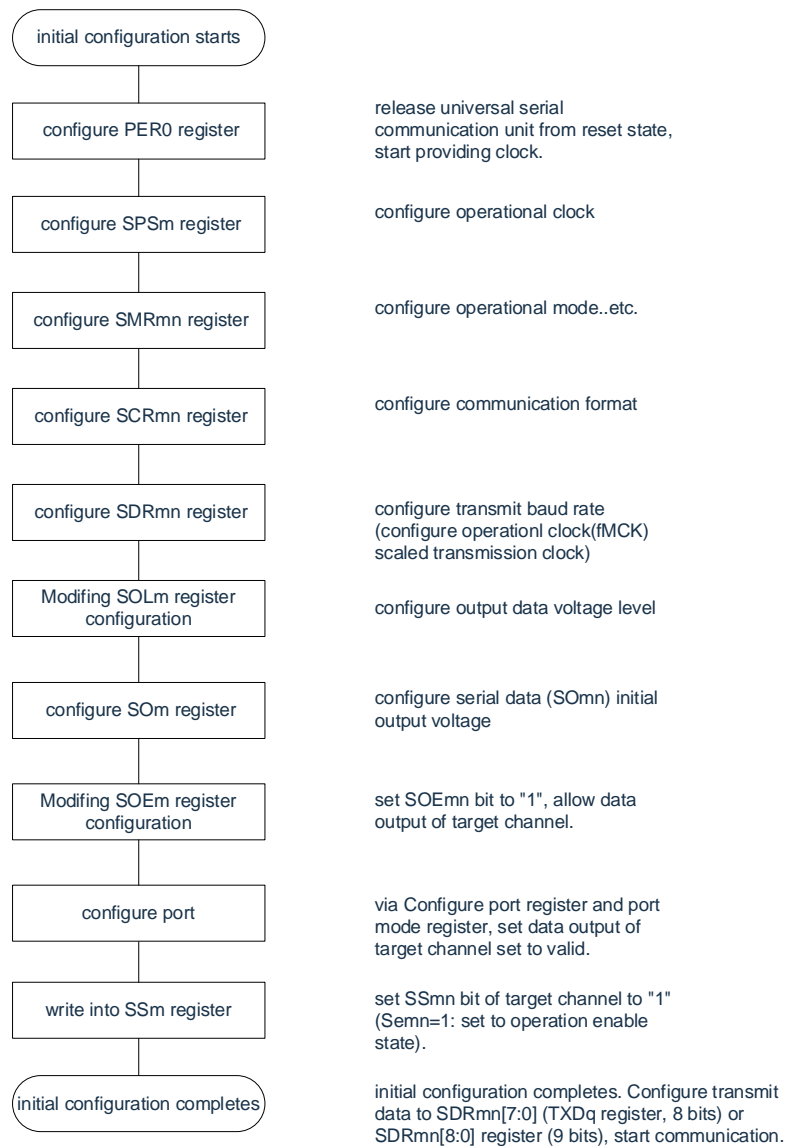 initial configuration starts
configure PER0 register
release universal serial
communication unit from reset state,
start providing clock.
configure SPSm register
configure operational clock
configure SMRmn register
configure operational mode..etc.
configure SCRmn register
configure communication format
configure SDRmn register
configure transmit baud rate
(configure operationl clock(fMCK)
scaled transmission clock)
Modifing SOLm register
configuration
configure output data voltage level
configure SOm register
configure serial data (SOmn) initial
output voltage
Modifing SOEm register
configuration
set SOEmn bit to "1", allow data
output of target channel.
configure port
via Configure port register and port
mode register, set data output of
target channel set to valid.
write into SSm register
set SSmn bit of target channel to "1"
(Semn=1: set to operation enable
state).
initial configuration completes
initial configuration completes. Configure transmit
data to SDRmn[7:0] (TXDq register, 8 bits) or
SDRmn[8:0] register (9 bits), start communication.